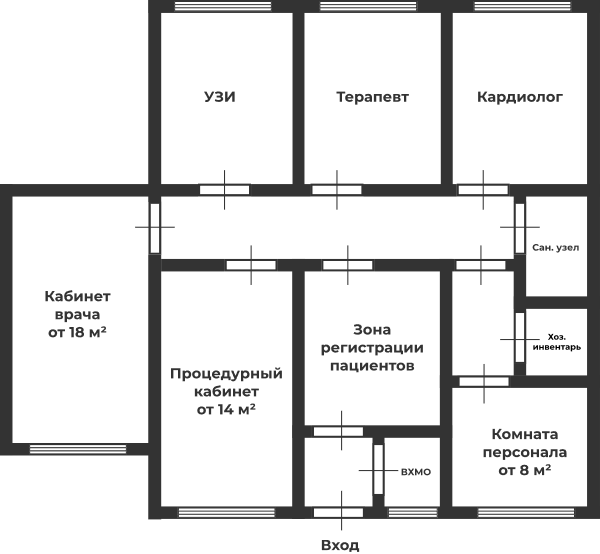 УЗИ
Терапевт
Кардиолог
Сан. узел
Кабинет
врача
от 18 м²
Зона
регистрации
пациентов
Хоз.
инвентарь
Процедурный
кабинет
от 14 м²
Комната
персонала
от 8 м²
ВХМО
Вход